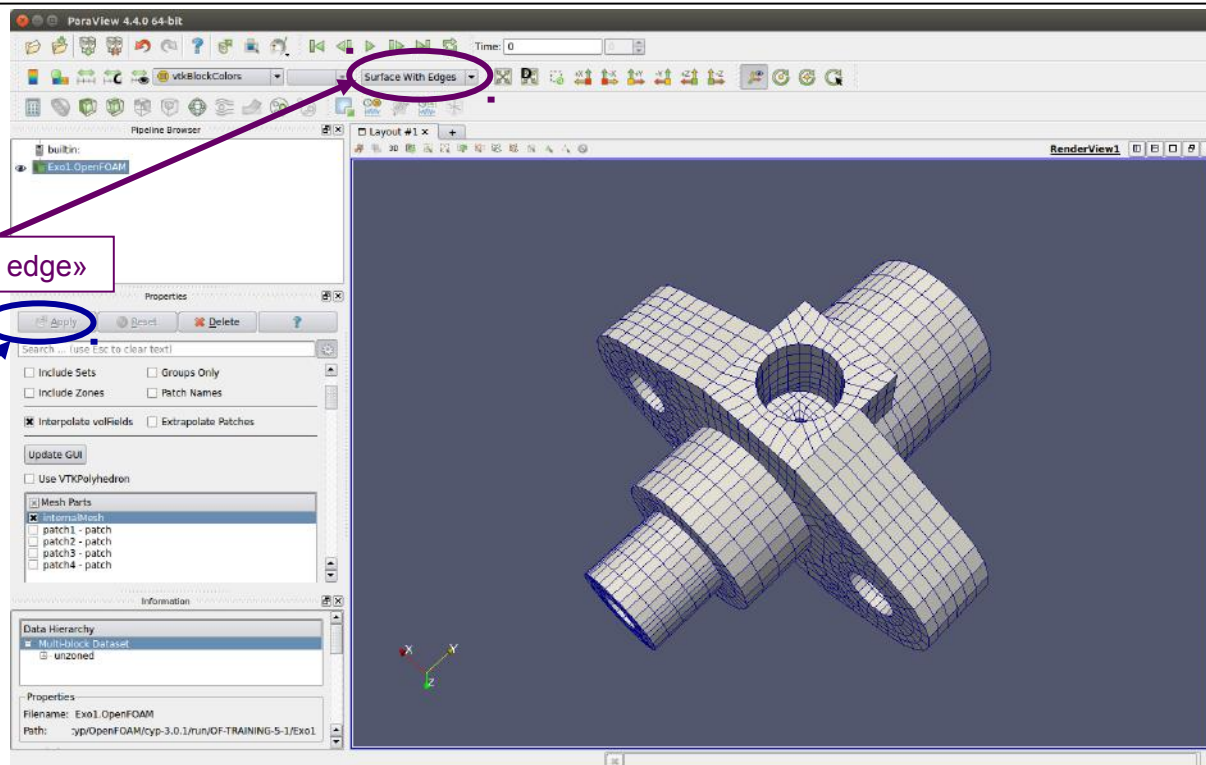 ParaView 4.4.0 64-bit
Time: 0
0
vtkBlockColors
Surface With Edges
Pipeline Browser
builtin:
Exo1.OpenFOAM
edge»
Properties
Apply
Reset
Delete
?
Search ... (use Esc to clear text)
Include Sets
Groups Only
Include Zones
Patch Names
Interpolate volFields
Extrapolate Patches
Update GUI
Use VTKPolyhedron
Mesh Parts
internalMesh
patch1 - patch
patch2 - patch
patch3 - patch
patch4 - patch
Information
Data Hierarchy
Multi-block Dataset
unzoned
Properties
Filename: Exo1.OpenFOAM
Path: :yp/OpenFOAM/cyp-3.0.1/run/OF-TRAINING-5-1/Exo1
Layout #1 × +
3D
RenderView1
X
Y
Z